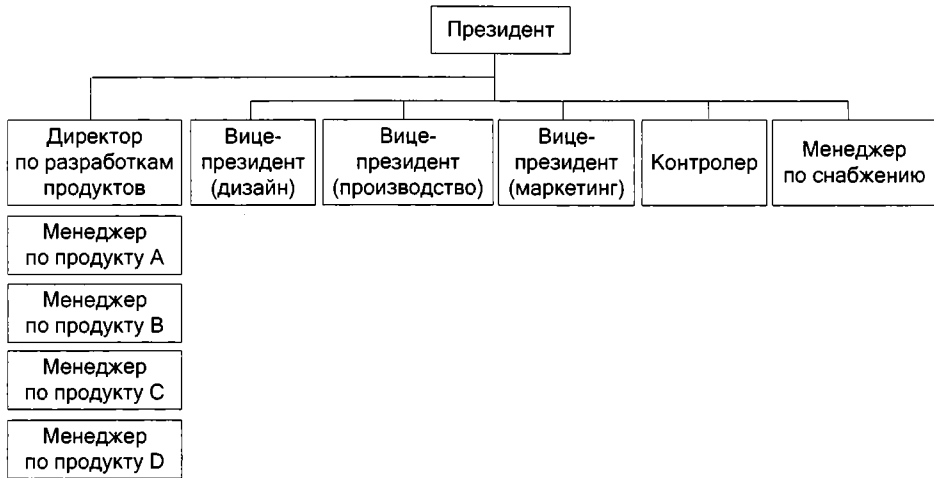 Президент
Директор
по разработкам
продуктов
Вице-
президент
(дизайн)
Вице-
президент
(производство)
Вице-
президент
(маркетинг)
Контролер
Менеджер
по снабжению
Менеджер
по продукту А
Менеджер
по продукту В
Менеджер
по продукту С
Менеджер
по продукту D